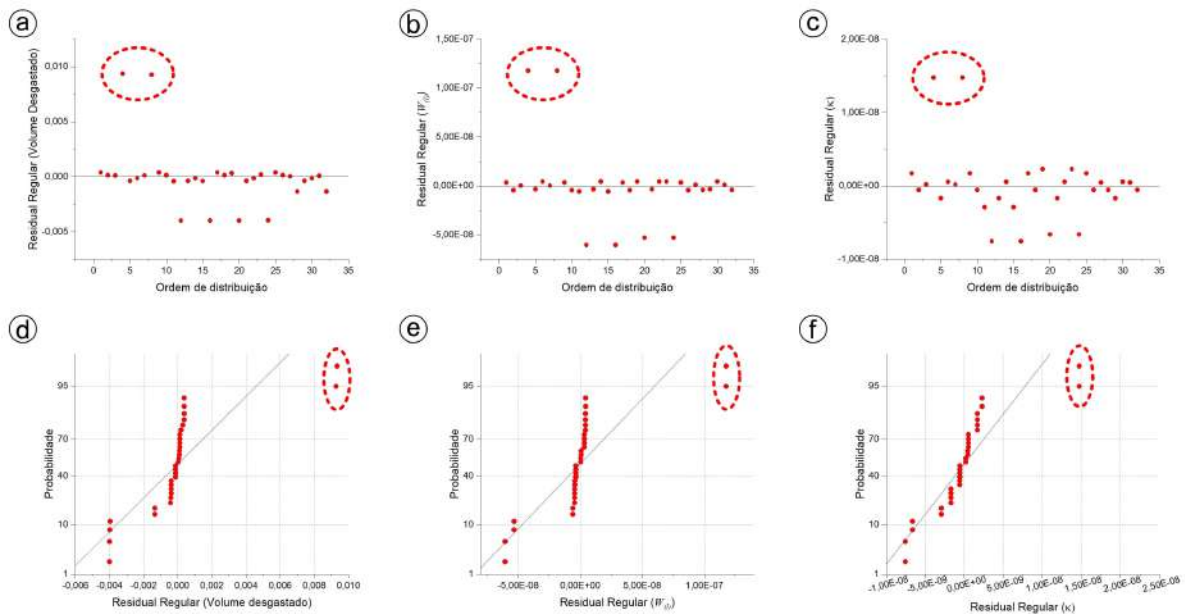 a
Residual Regular (Volume Desgastado)
0,010
0,005
0,000
-0,005
0 5 10 15 20 25 30 35
Ordem de distribuição
b
Residual Regular (W(l))
1,50E-07
1,00E-07
5,00E-08
0,00E+00
-5,00E-08
0 5 10 15 20 25 30 35
Ordem de distribuição
c
Residual Regular (κ)
2,00E-08
1,00E-08
0,00E+00
-1,00E-08
0 5 10 15 20 25 30 35
Ordem de distribuição
d
Probabilidade
95
70
40
10
1
-0,006 -0,004 -0,002 0,000 0,002 0,004 0,006 0,008 0,010
Residual Regular (Volume desgastado)
e
Probabilidade
95
70
40
10
1
-5,00E-08 0,00E+00 5,00E-08 1,00E-07
Residual Regular (W(l))
f
Probabilidade
95
70
40
10
1
-1,00E-08 -5,00E-09 0,00E+00 5,00E-09 1,00E-08 1,50E-08 2,00E-08 2,50E-08
Residual Regular (κ)